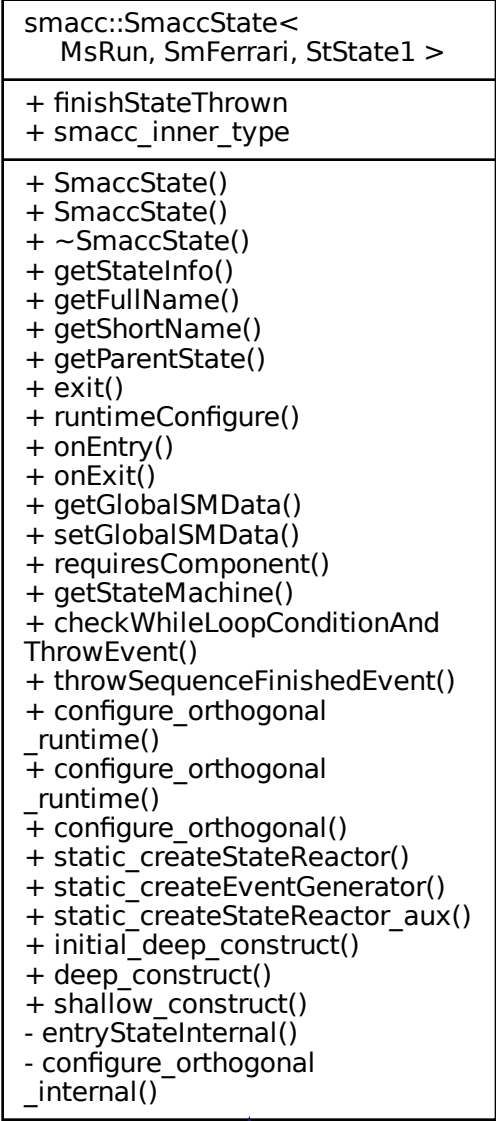 smacc::SmaccState<
MsRun, SmFerrari, StState1 >
+ finishStateThrown
+ smacc_inner_type
+ SmaccState()
+ SmaccState()
+ ~SmaccState()
+ getStateInfo()
+ getFullName()
+ getShortName()
+ getParentState()
+ exit()
+ runtimeConfigure()
+ onEntry()
+ onExit()
+ getGlobalSMData()
+ setGlobalSMData()
+ requiresComponent()
+ getStateMachine()
+ checkWhileLoopConditionAnd
ThrowEvent()
+ throwSequenceFinishedEvent()
+ configure_orthogonal
_runtime()
+ configure_orthogonal
_runtime()
+ configure_orthogonal()
+ static_createStateReactor()
+ static_createEventGenerator()
+ static_createStateReactor_aux()
+ initial_deep_construct()
+ deep_construct()
+ shallow_construct()
- entryStateInternal()
- configure_orthogonal
_internal()